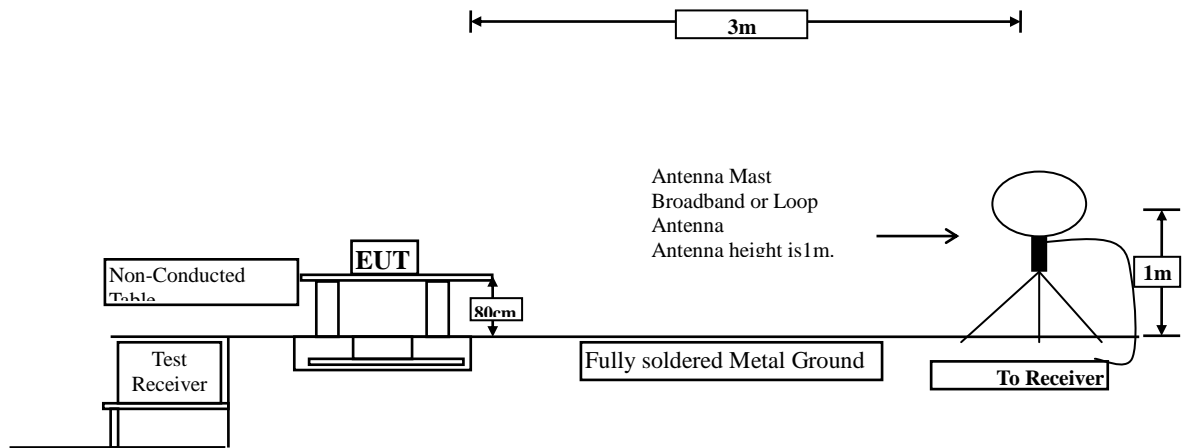 3m
Antenna Mast
Broadband or Loop
Antenna
Antenna height is1m.
EUT
Non-Conducted
Table
80cm
1m
Test
Receiver
Fully soldered Metal Ground
To Receiver